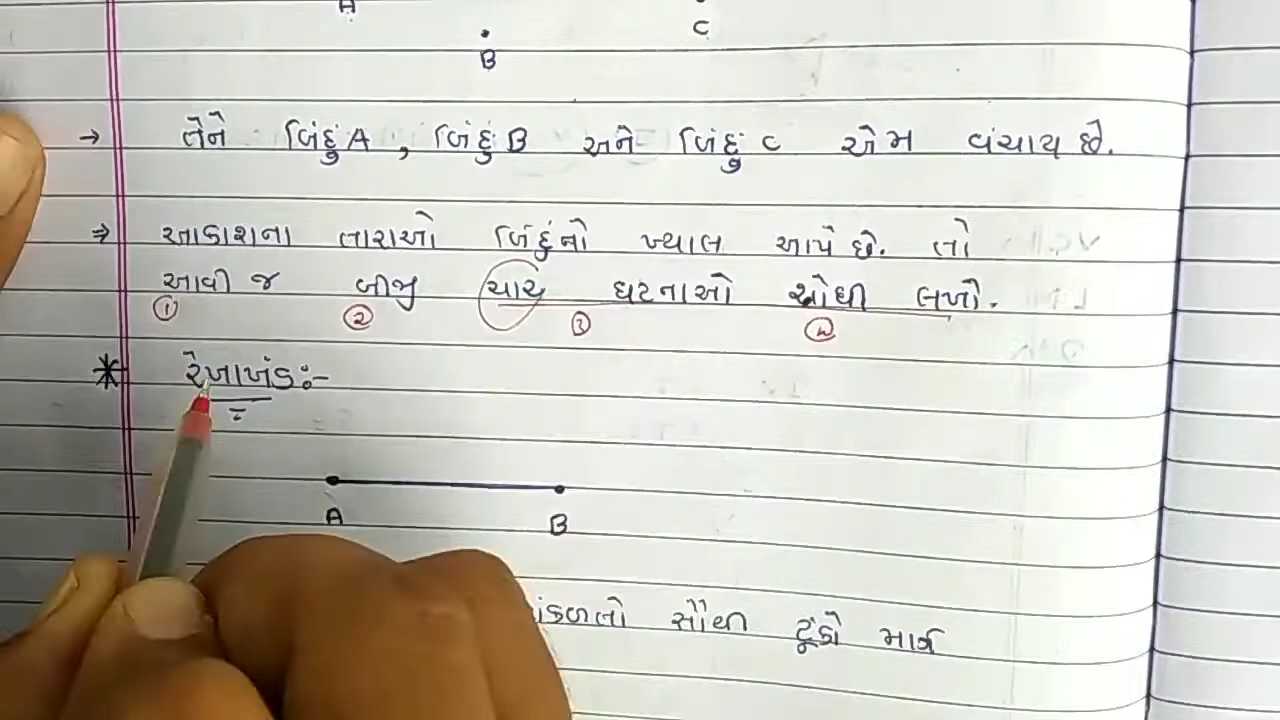 A
B
C
→ તેને બિંદુ A , બિંદુ B અને બિંદુ C એમ વંચાય છે.
⇒ આકાશના તારાઓ બિંદુનો ખ્યાલ આપે છે. તો
આવી જ બીજી ચાર ઘટનાઓ શોધી લખો.
① ② ③ ④
* રેખાખંડ:-
A B
સૌથી ટૂંકો માર્ગ